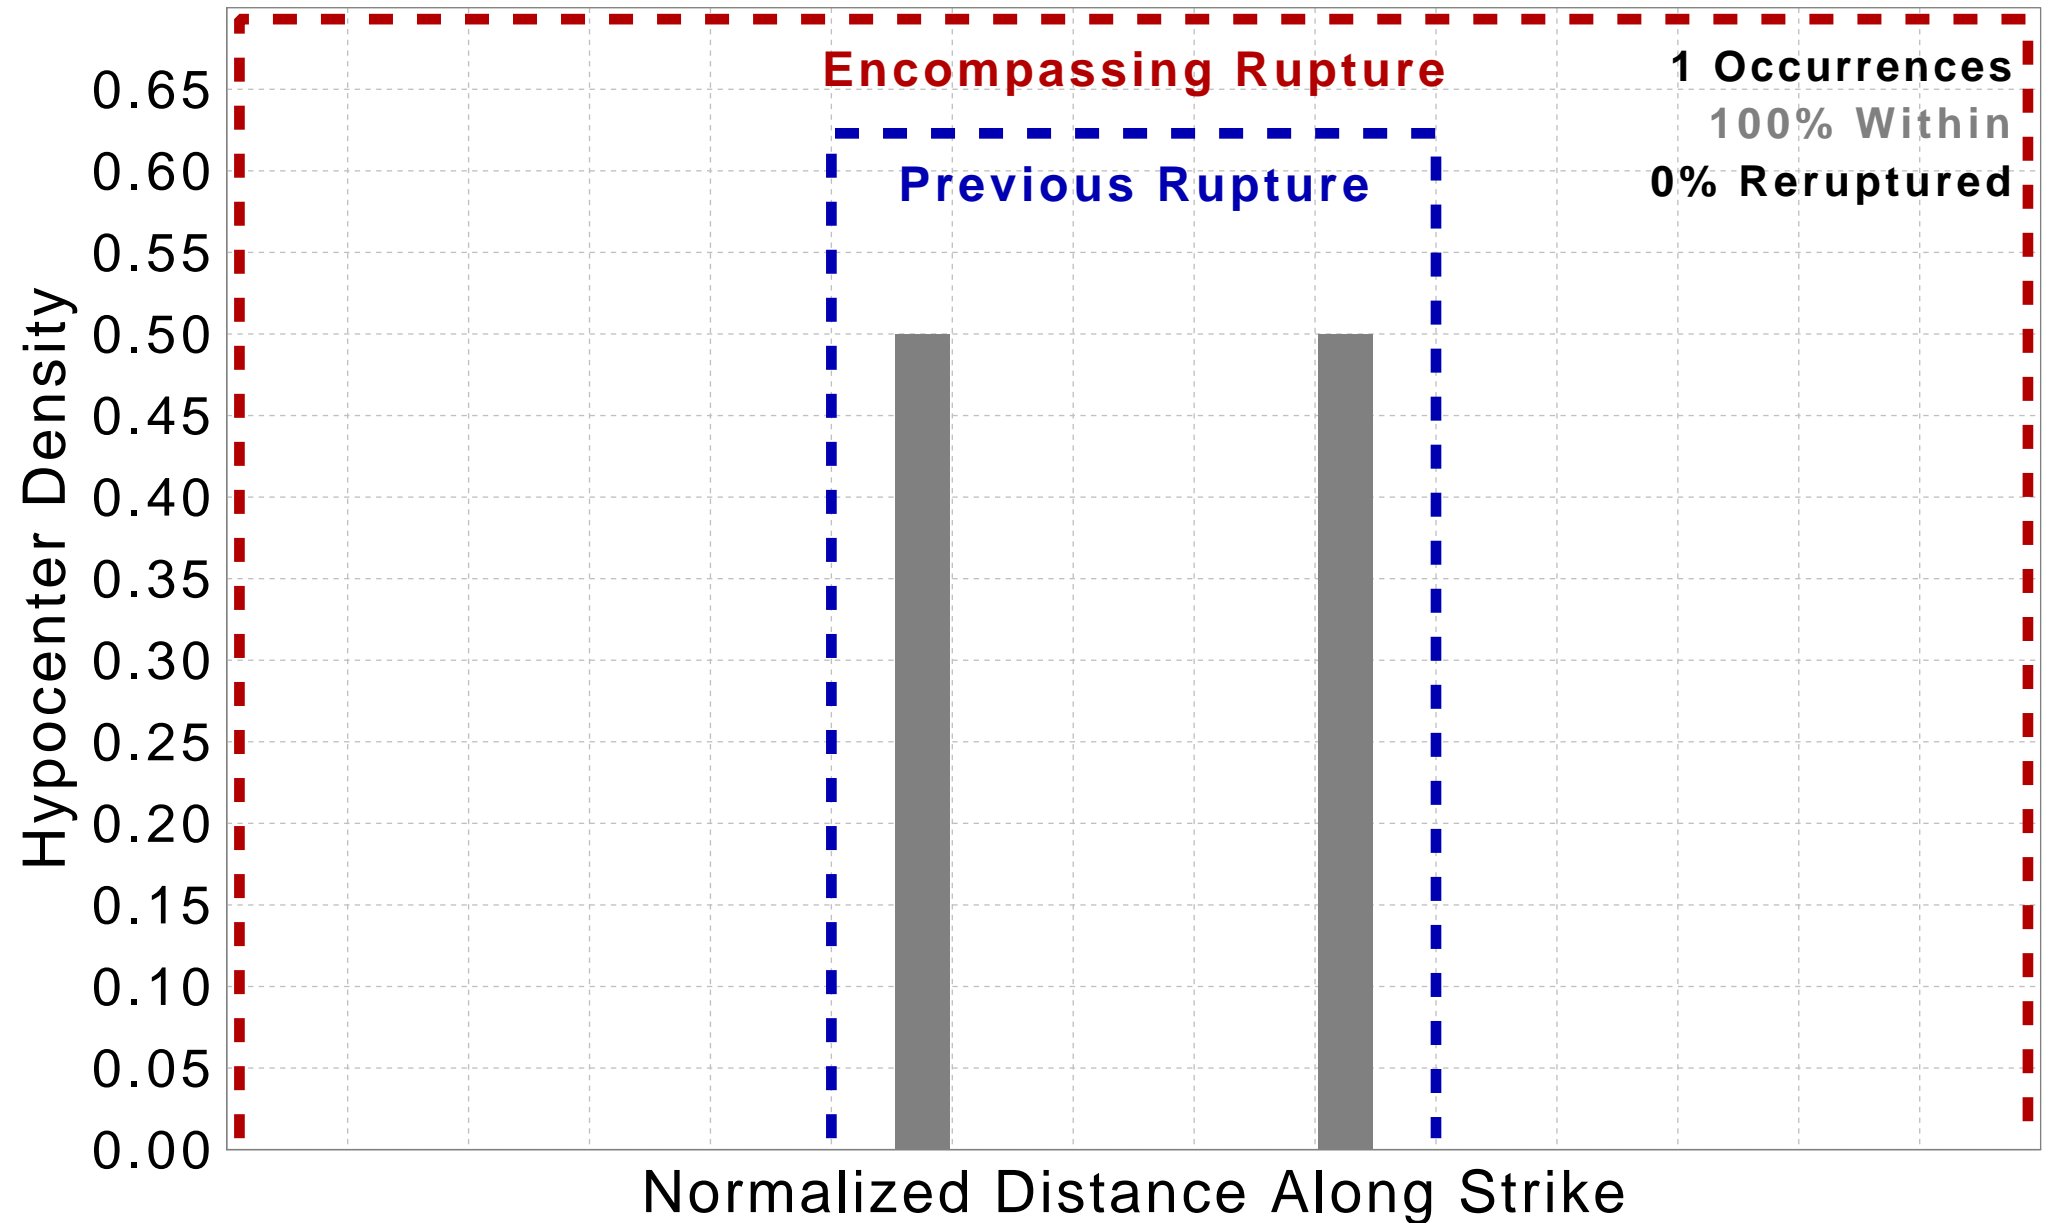 Encompassing Rupture
1 Occurrences
100% Within
0% Reruptured
Previous Rupture
Hypocenter Density
0.65
0.60
0.55
0.50
0.45
0.40
0.35
0.30
0.25
0.20
0.15
0.10
0.05
0.00
Normalized Distance Along Strike